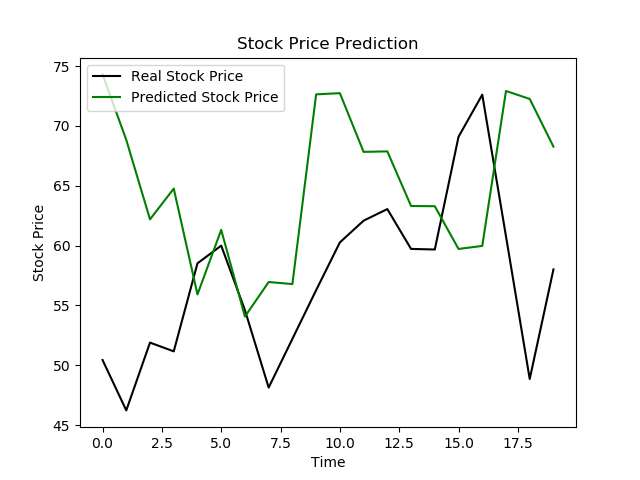 Stock Price Prediction
Real Stock Price
Predicted Stock Price
75
70
65
60
55
50
45
Stock Price
0.0 2.5 5.0 7.5 10.0 12.5 15.0 17.5
Time